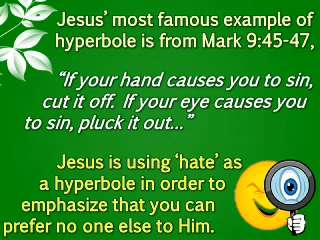 Jesus’ most famous example of
hyperbole is from Mark 9:45-47,
“If your hand causes you to sin,
cut it off. If your eye causes you
to sin, pluck it out...”
Jesus is using ‘hate’ as
a hyperbole in order to
emphasize that you can
prefer no one else to Him.